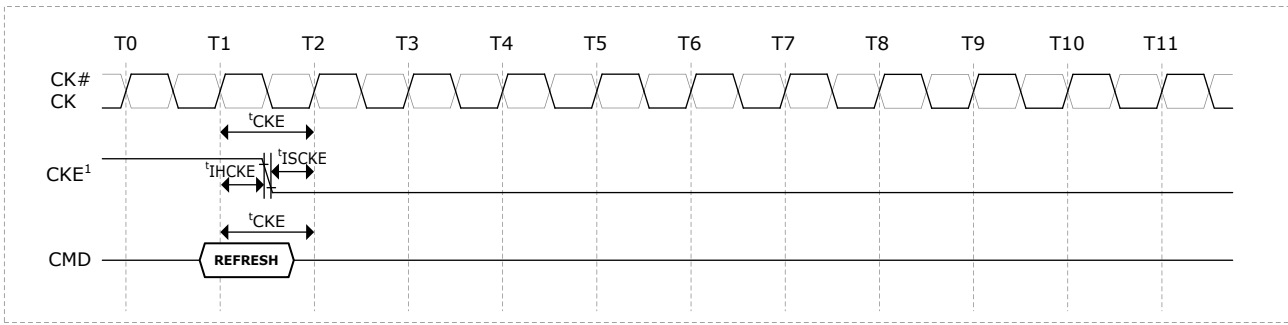 T0 T1 T2 T3 T4 T5 T6 T7 T8 T9 T10 T11
CK#
CK
tCKE
CKE1
tIHCKE
tISCKE
tCKE
CMD
REFRESH